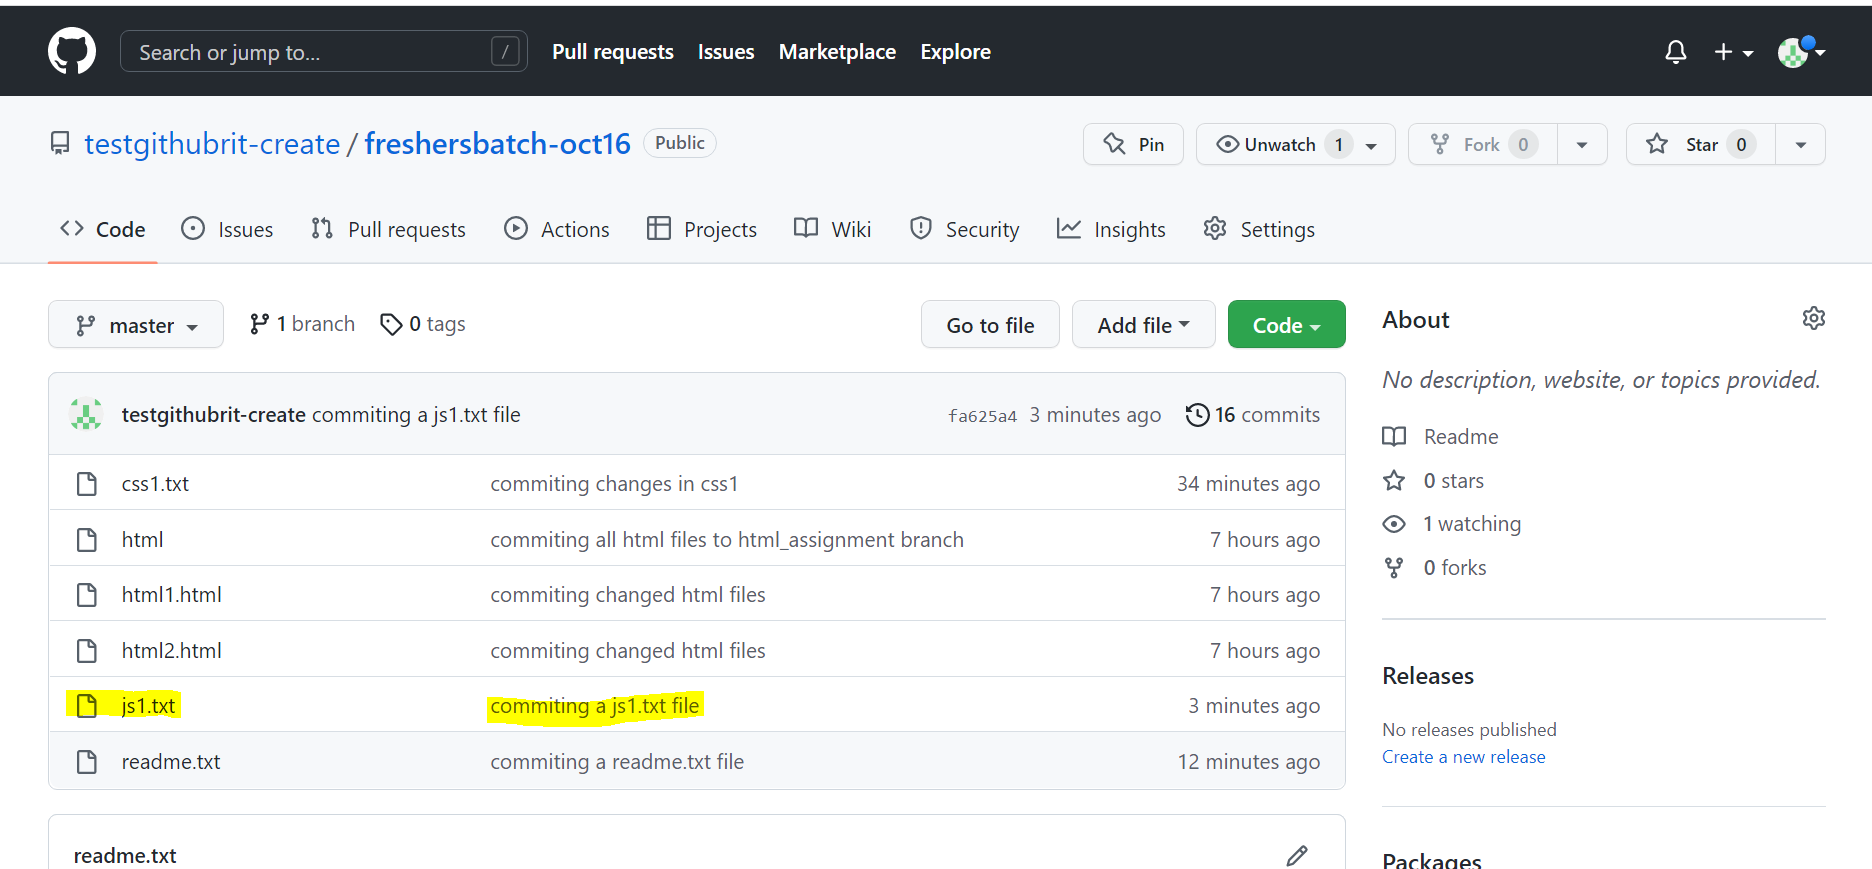 Search or jump to... /
Pull requests Issues Marketplace Explore
testgithubrit-create / freshersbatch-oct16 Public
Pin Unwatch 1 Fork 0 Star 0
Code Issues Pull requests Actions Projects Wiki Security Insights Settings
master 1 branch 0 tags Go to file Add file Code
testgithubrit-create commiting a js1.txt file fa625a4 3 minutes ago 16 commits
css1.txt commiting changes in css1 34 minutes ago
html commiting all html files to html_assignment branch 7 hours ago
html1.html commiting changed html files 7 hours ago
html2.html commiting changed html files 7 hours ago
js1.txt commiting a js1.txt file 3 minutes ago
readme.txt commiting a readme.txt file 12 minutes ago
readme.txt
About
No description, website, or topics provided.
Readme
0 stars
1 watching
0 forks
Releases
No releases published
Create a new release
Packages